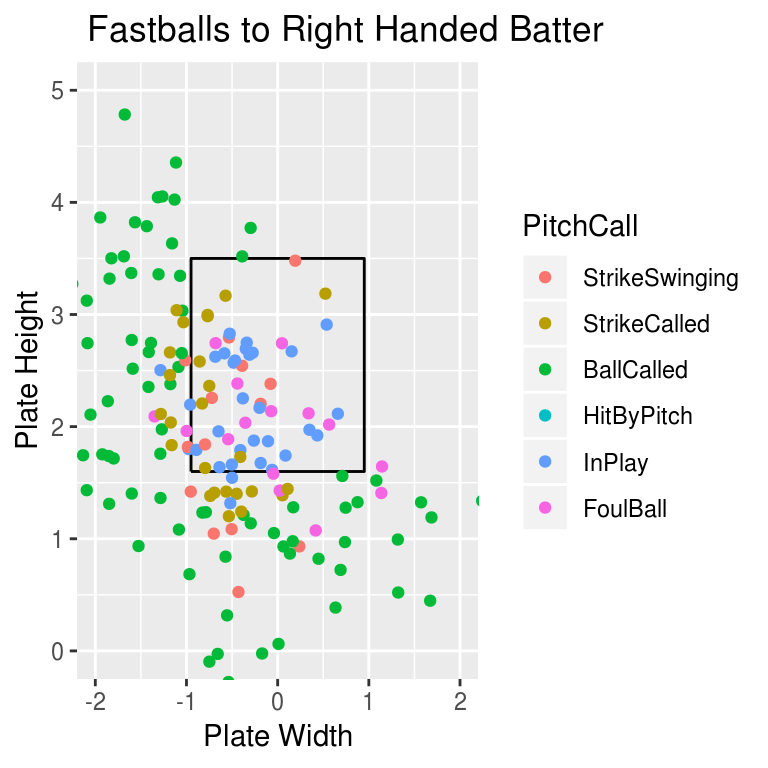 Fastballs to Right Handed Batter
5
4
3
2
1
0
-2 -1 0 1 2
Plate Height
Plate Width
PitchCall
StrikeSwinging
StrikeCalled
BallCalled
HitByPitch
InPlay
FoulBall